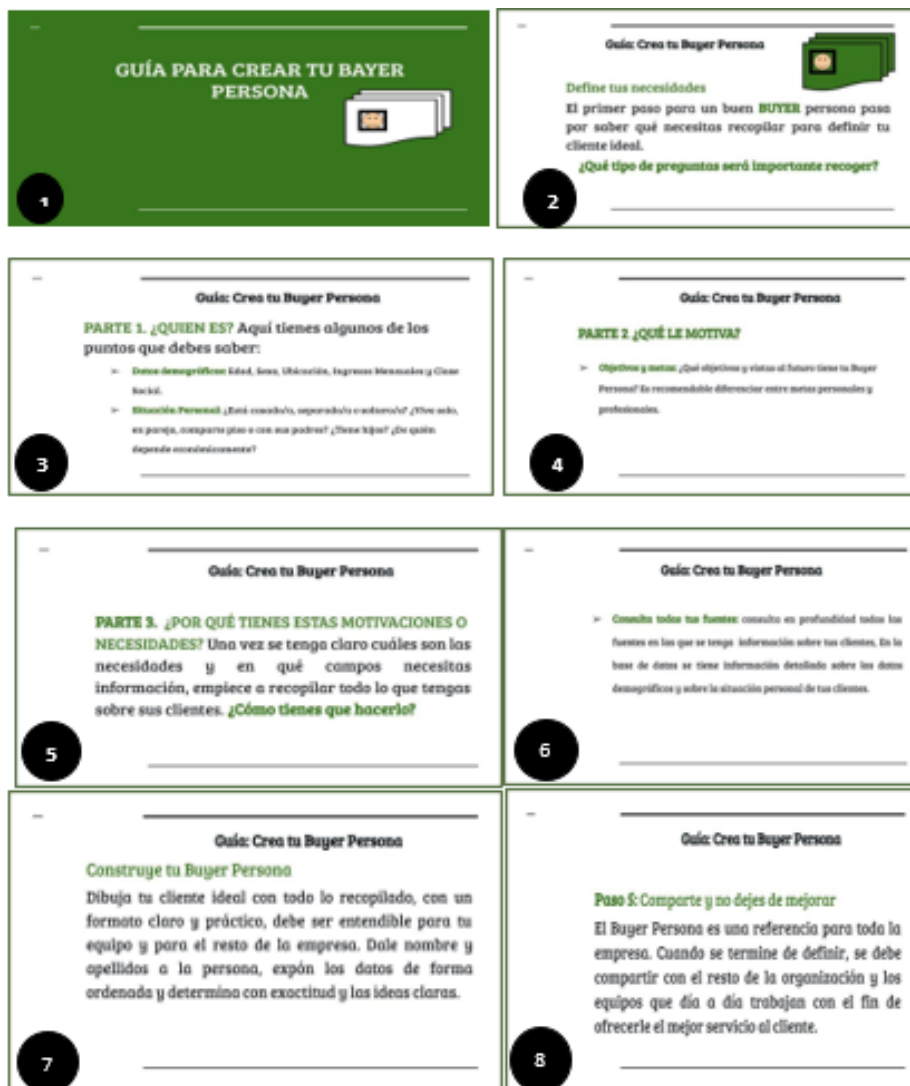 GUÍA PARA CREAR TU BAYER
PERSONA
1
Guía: Crea tu Buyer Persona
Define tus necesidades
El primer paso para un buen BUYER persona pasa
por saber qué necesitas recopilar para definir tu
cliente ideal.
¿Qué tipo de preguntas será importante recoger?
2
Guía: Crea tu Buyer Persona
PARTE 1. ¿QUIEN ES? Aquí tienes algunos de los
puntos que debes saber:
➢ Datos demográficos: Edad, Sexo, Ubicación, Ingresos Mensuales y Clase
Social.
➢ Situación Personal: ¿Está casado/a, separado/a o soltero/a? ¿Vive solo,
en pareja, comparte piso o con sus padres? ¿Tiene hijos? ¿De quién
depende económicamente?
3
Guía: Crea tu Buyer Persona
PARTE 2 ¿QUÉ LE MOTIVA?
➢ Objetivos y metas: ¿Qué objetivos y vistas al futuro tiene tu Buyer
Persona? Es recomendable diferenciar entre metas personales y
profesionales.
4
Guía: Crea tu Buyer Persona
PARTE 3. ¿POR QUÉ TIENES ESTAS MOTIVACIONES O
NECESIDADES? Una vez se tenga claro cuáles son las
necesidades y en qué campos necesitas
información, empiece a recopilar todo lo que tengas
sobre sus clientes. ¿Cómo tienes que hacerlo?
5
Guía: Crea tu Buyer Persona
➢ Consulta todas tus fuentes: consulta en profundidad todas las
fuentes en las que se tenga información sobre tus clientes, En la
base de datos se tiene información detallada sobre los datos
demográficos y sobre la situación personal de tus clientes.
6
Guía: Crea tu Buyer Persona
Construye tu Buyer Persona
Dibuja tu cliente ideal con todo lo recopilado, con un
formato claro y práctico, debe ser entendible para tu
equipo y para el resto de la empresa. Dale nombre y
apellidos a la persona, expón los datos de forma
ordenada y determina con exactitud y las ideas claras.
7
Guía: Crea tu Buyer Persona
Paso 5: Comparte y no dejes de mejorar
El Buyer Persona es una referencia para toda la
empresa. Cuando se termine de definir, se debe
compartir con el resto de la organización y los
equipos que día a día trabajan con el fin de
ofrecerle el mejor servicio al cliente.
8